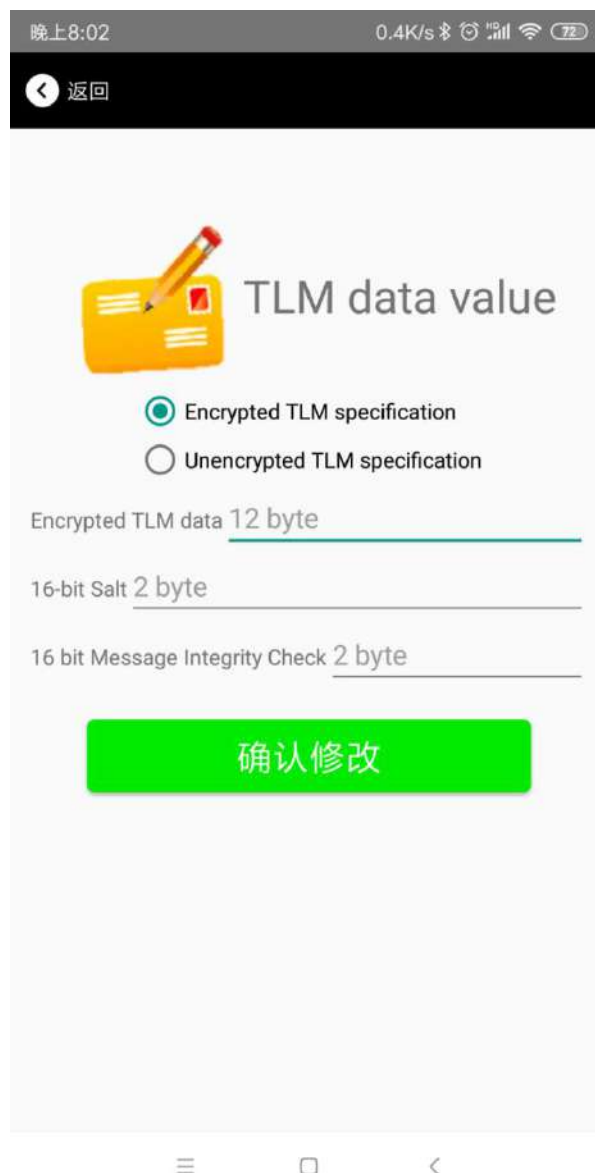 晚上8:02 0.4K/s HD 4G 72
返回
TLM data value
Encrypted TLM specification
Unencrypted TLM specification
Encrypted TLM data 12 byte
16-bit Salt 2 byte
16 bit Message Integrity Check 2 byte
确认修改